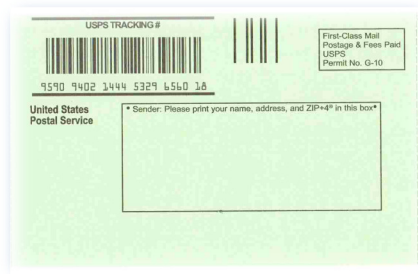 USPS TRACKING #
9590 9402 1444 5329 6560 18
First-Class Mail
Postage & Fees Paid
USPS
Permit No. G-10
United States
Postal Service
• Sender: Please print your name, address, and ZIP+4® in this box•